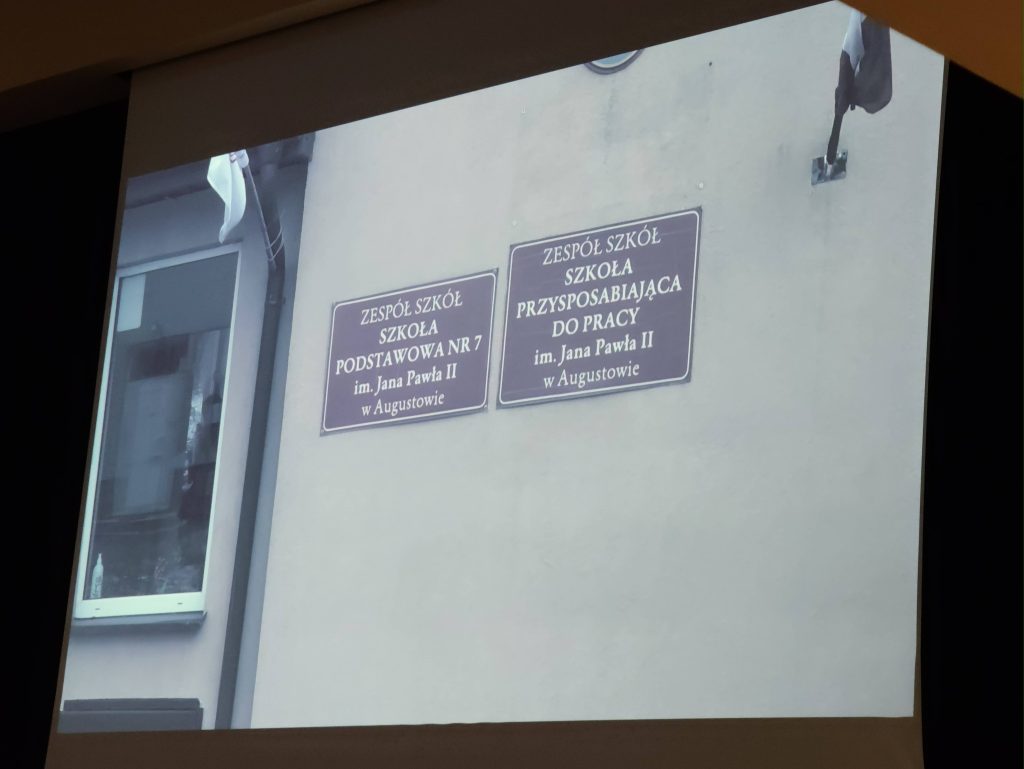 ZESPÓŁ SZKÓŁ
SZKOŁA
PODSTAWOWA NR 7
im. Jana Pawła II
w Augustowie
ZESPÓŁ SZKÓŁ
SZKOŁA
PRZYSPOSABIAJĄCA
DO PRACY
im. Jana Pawła II
w Augustowie